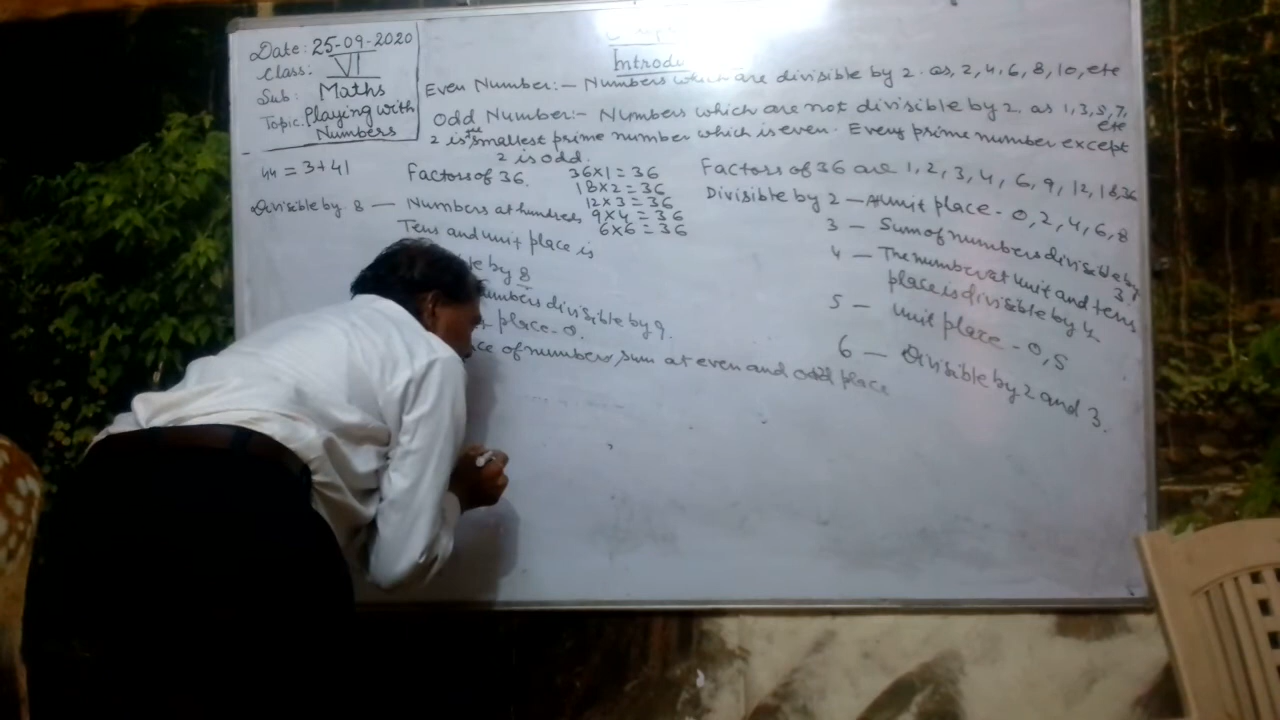 Date: 25-09-2020
Class: VI
Sub: Maths
Topic: Playing with
Numbers
Introdu
Even Number:- Numbers which are divisible by 2. as, 2, 4, 6, 8, 10, etc
Odd Number:- Numbers which are not divisible by 2. as 1, 3, 5, 7,
etc
2 is the smallest prime number which is even. Every prime number except
2 is odd.
44 = 3+41
Factors of 36.
36×1 = 36
18×2 = 36
12×3 = 36
9×4 = 36
6×6 = 36
Factors of 36 are 1, 2, 3, 4, 6, 9, 12, 18, 36
Divisible by 2 - At unit place - 0, 2, 4, 6, 8
3 - Sum of numbers divisible by
3
4 - The number at unit and tens
place is divisible by 4
5 - Unit place - 0, 5
6 - Divisible by 2 and 3.
Divisible by 8 - Numbers at hundred,
Tens and unit place is
by 8
numbers divisible by 9.
place - 0.
of numbers, sum at even and odd place